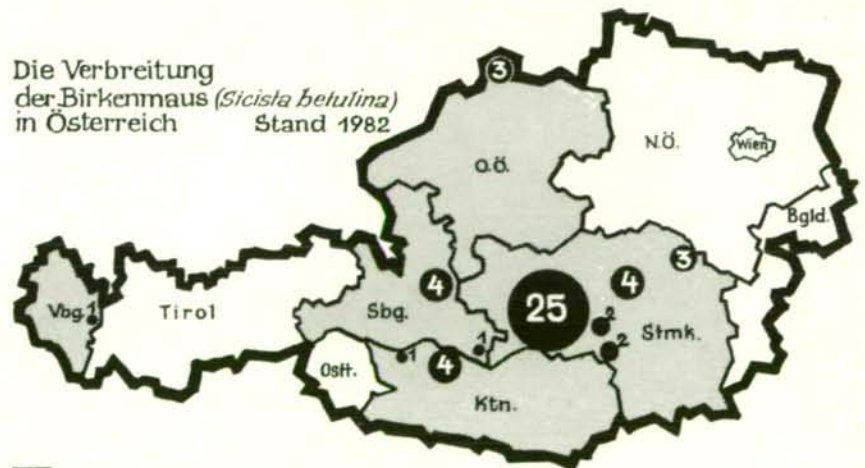 Die Verbreitung
der Birkenmaus (Sicista betulina)
in Österreich Stand 1982
3
O.Ö.
N.Ö.
Wien
Bgld.
Vbg. 1
Tirol
Sbg.
4
25
4
3
2
2
Stmk.
1
1
4
Ostt.
Ktn.